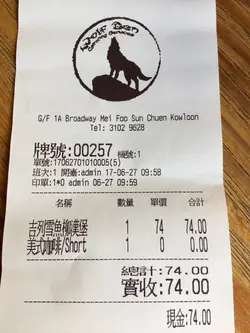 Wolf Den
G/F 1A Broadway Mei Foo Sun Chuen Kowloon
Tel: 3102 9628
牌號:00257 檯號:1
單號:17062701010005(5)
班次:1 開臺:admin 17-06-27 09:58
印單:1*0 admin 06-27 09:59
名稱 數量 單價 合計
吉列雪魚柳漢堡 1 74 74.00
美式咖啡/Short 1 0 0.00
總計:74.00
實收:74.00
現金:74.00